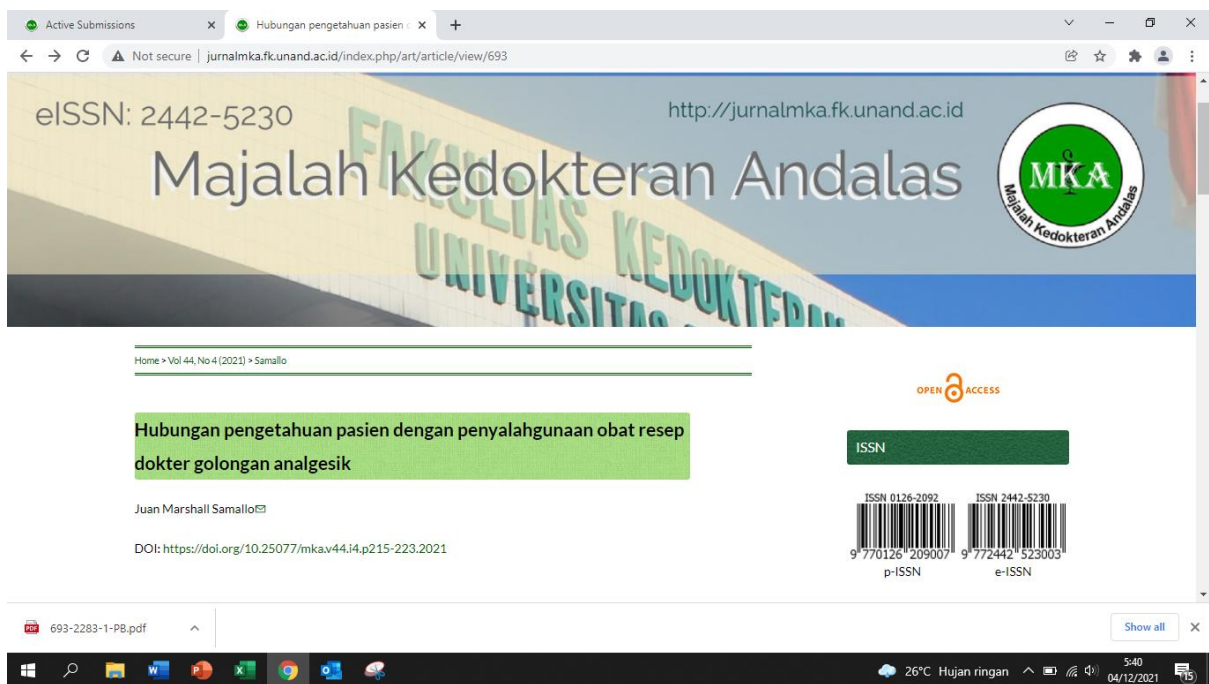 Active Submissions
Hubungan pengetahuan pasien d
Not secure | jurnalmka.fk.unand.ac.id/index.php/art/article/view/693
eISSN: 2442-5230
http://jurnalmka.fk.unand.ac.id
Majalah Kedokteran Andalas
MKA
Majalah Kedokteran Andalas
FAKULTAS KEDOKTERAN
UNIVERSITAS
Home > Vol 44, No 4 (2021) > Samallo
OPEN ACCESS
Hubungan pengetahuan pasien dengan penyalahgunaan obat resep
dokter golongan analgesik
ISSN
Juan Marshall Samallo
DOI: https://doi.org/10.25077/mka.v44.i4.p215-223.2021
ISSN 0126-2092
9 770126 209007
p-ISSN
ISSN 2442-5230
9 772442 523003
e-ISSN
PDF
693-2283-1-PB.pdf
Show all
26°C Hujan ringan
5:40
04/12/2021
15